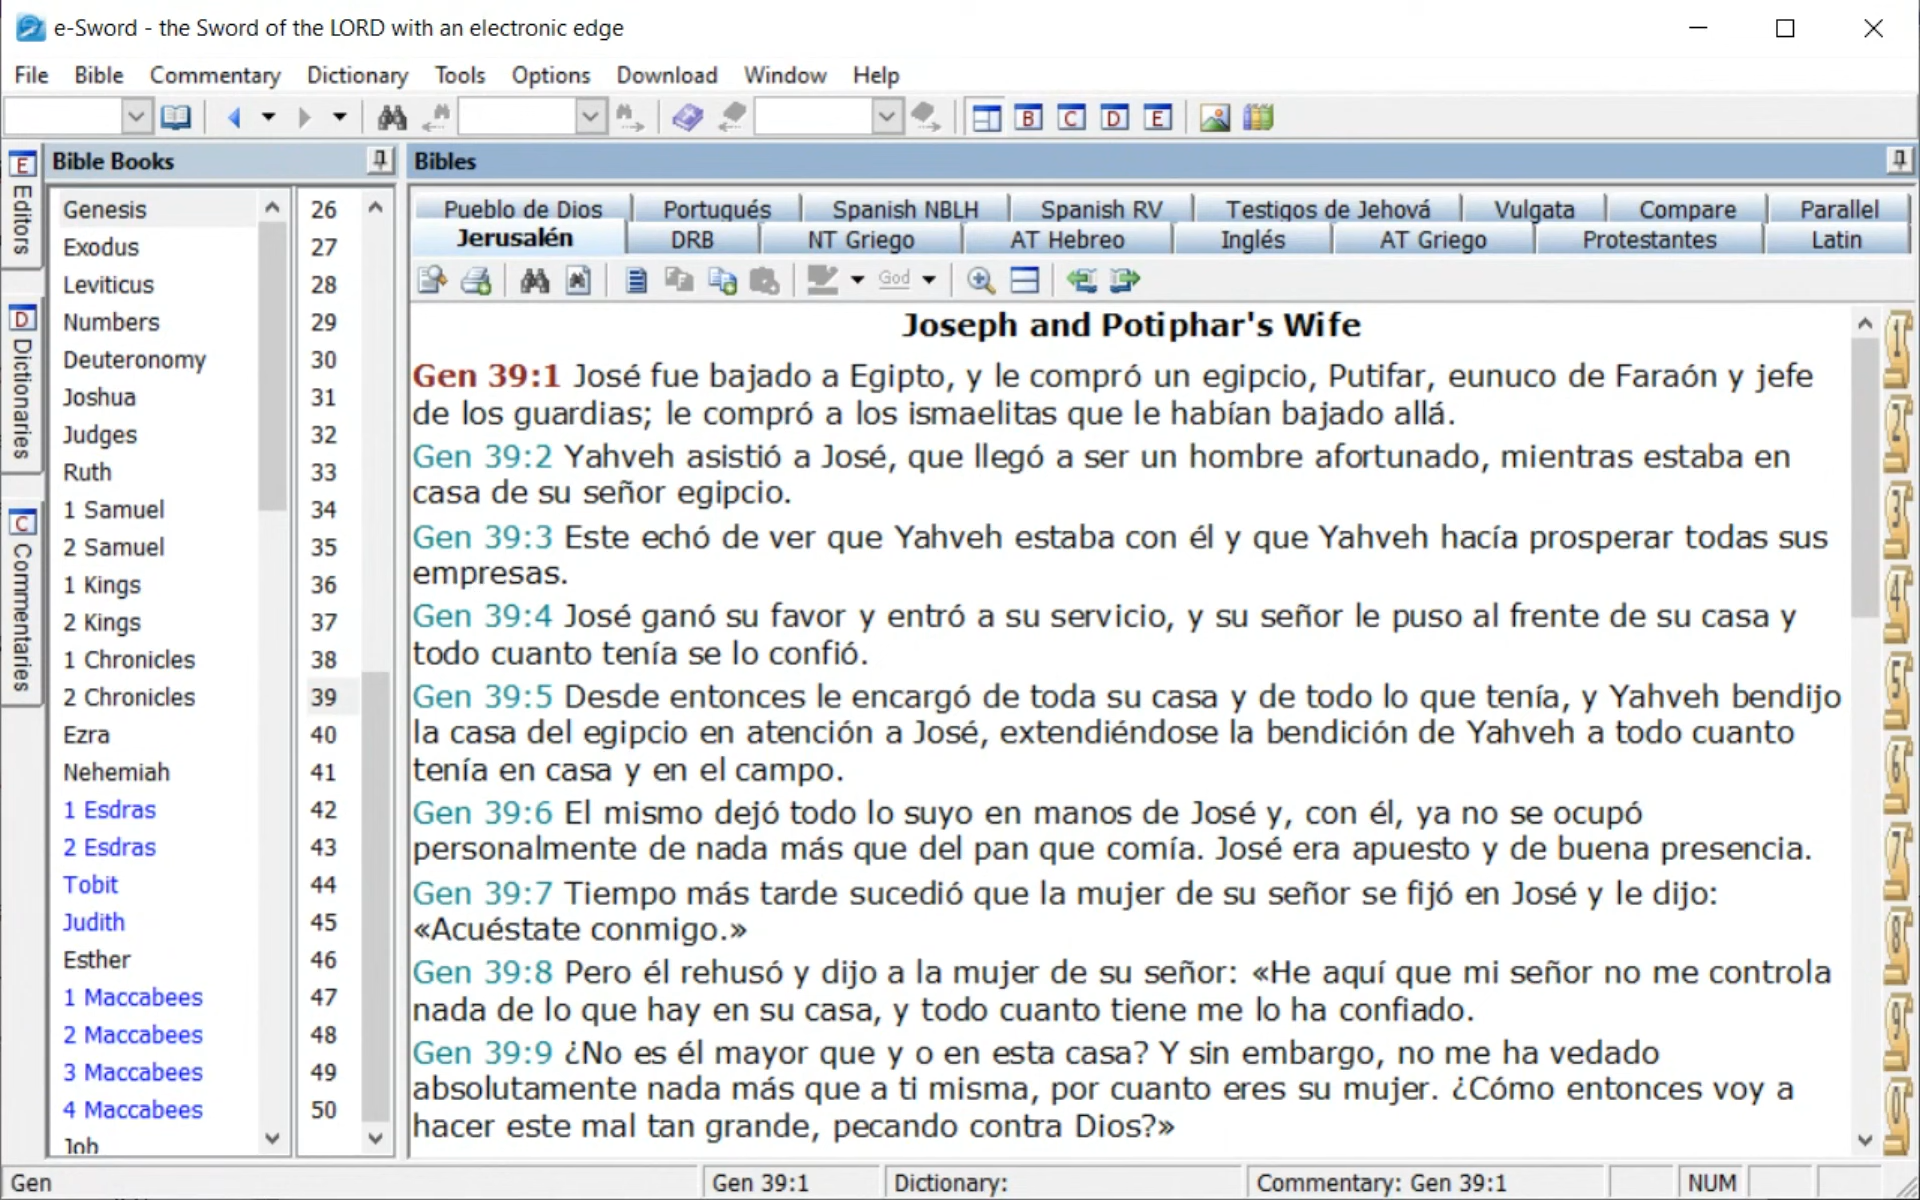 e-Sword - the Sword of the LORD with an electronic edge
File Bible Commentary Dictionary Tools Options Download Window Help
B C D E
E Editors
D Dictionaries
C Commentaries
Bible Books
Genesis
Exodus
Leviticus
Numbers
Deuteronomy
Joshua
Judges
Ruth
1 Samuel
2 Samuel
1 Kings
2 Kings
1 Chronicles
2 Chronicles
Ezra
Nehemiah
1 Esdras
2 Esdras
Tobit
Judith
Esther
1 Maccabees
2 Maccabees
3 Maccabees
4 Maccabees
Job
26
27
28
29
30
31
32
33
34
35
36
37
38
39
40
41
42
43
44
45
46
47
48
49
50
Bibles
Pueblo de Dios Portugués Spanish NBLH Spanish RV Testigos de Jehová Vulgata Compare Parallel
Jerusalén DRB NT Griego AT Hebreo Inglés AT Griego Protestantes Latin
God
Joseph and Potiphar's Wife
Gen 39:1 José fue bajado a Egipto, y le compró un egipcio, Putifar, eunuco de Faraón y jefe
de los guardias; le compró a los ismaelitas que le habían bajado allá.
Gen 39:2 Yahveh asistió a José, que llegó a ser un hombre afortunado, mientras estaba en
casa de su señor egipcio.
Gen 39:3 Este echó de ver que Yahveh estaba con él y que Yahveh hacía prosperar todas sus
empresas.
Gen 39:4 José ganó su favor y entró a su servicio, y su señor le puso al frente de su casa y
todo cuanto tenía se lo confió.
Gen 39:5 Desde entonces le encargó de toda su casa y de todo lo que tenía, y Yahveh bendijo
la casa del egipcio en atención a José, extendiéndose la bendición de Yahveh a todo cuanto
tenía en casa y en el campo.
Gen 39:6 El mismo dejó todo lo suyo en manos de José y, con él, ya no se ocupó
personalmente de nada más que del pan que comía. José era apuesto y de buena presencia.
Gen 39:7 Tiempo más tarde sucedió que la mujer de su señor se fijó en José y le dijo:
«Acuéstate conmigo.»
Gen 39:8 Pero él rehusó y dijo a la mujer de su señor: «He aquí que mi señor no me controla
nada de lo que hay en su casa, y todo cuanto tiene me lo ha confiado.
Gen 39:9 ¿No es él mayor que y o en esta casa? Y sin embargo, no me ha vedado
absolutamente nada más que a ti misma, por cuanto eres su mujer. ¿Cómo entonces voy a
hacer este mal tan grande, pecando contra Dios?»
1
2
3
4
5
6
7
8
9
0
Gen Gen 39:1 Dictionary: Commentary: Gen 39:1 NUM